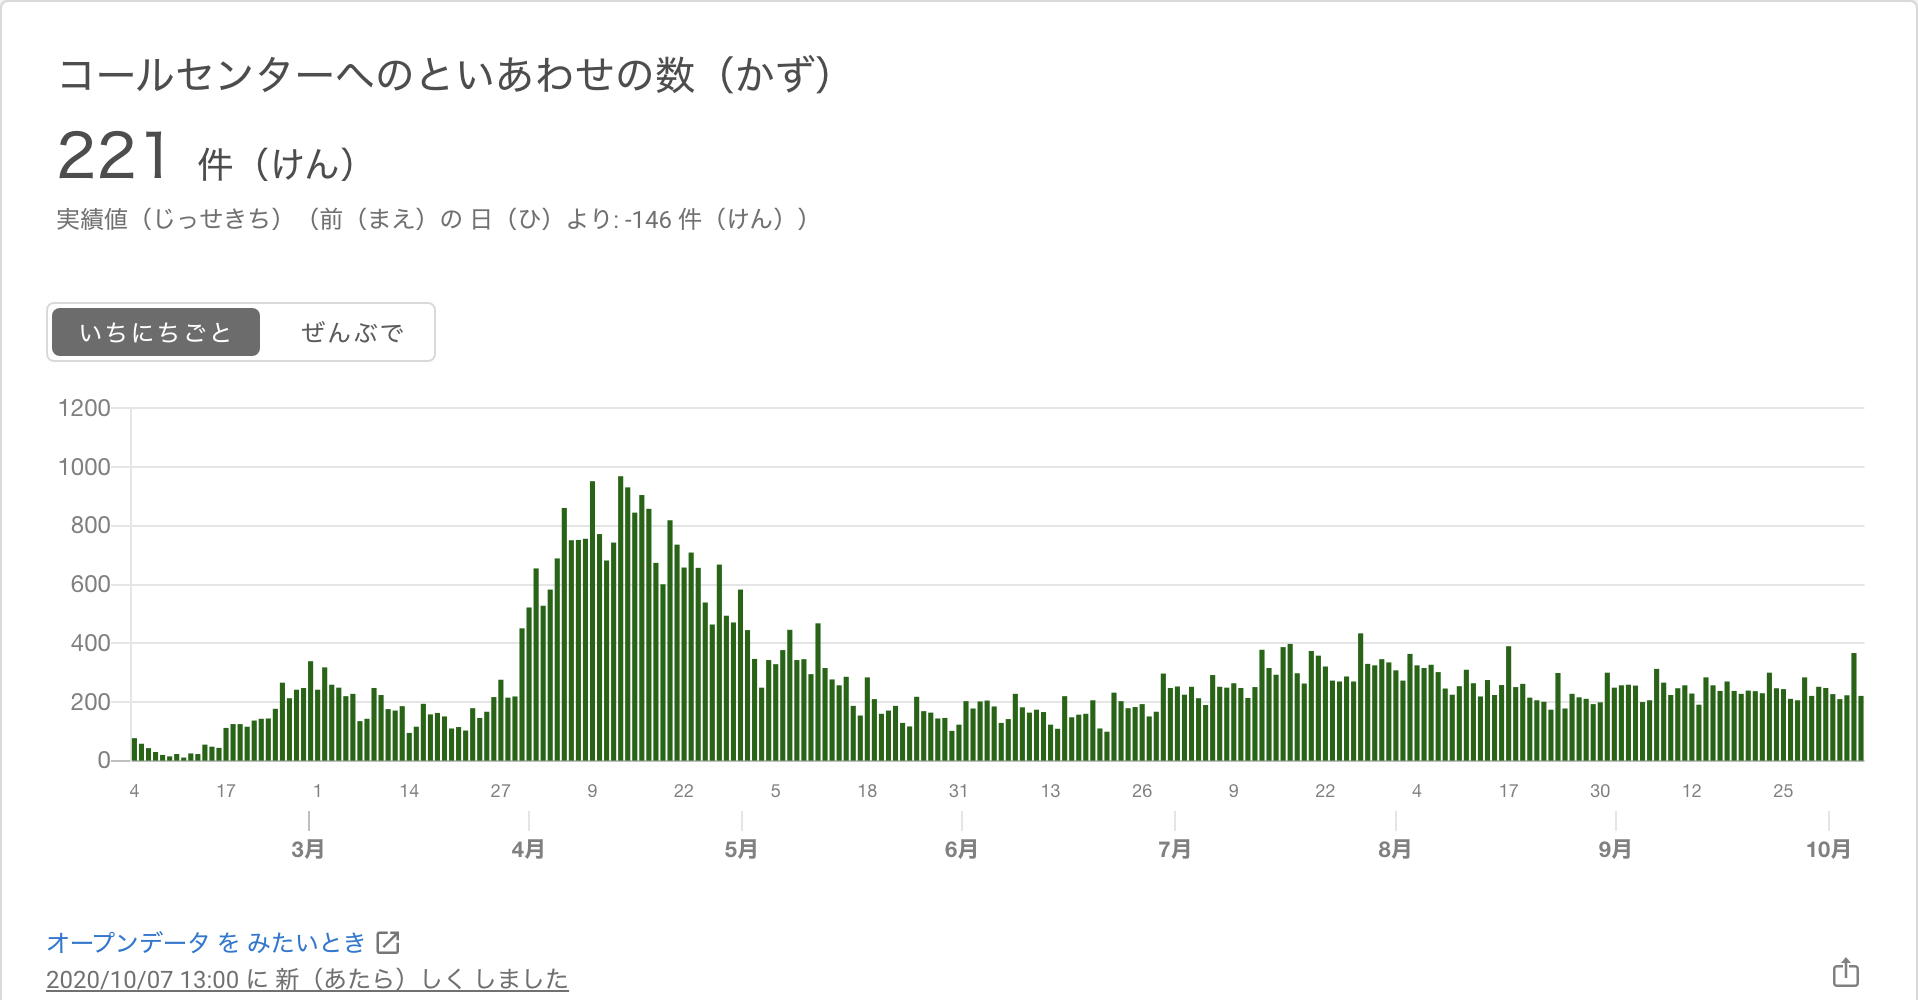 コールセンターへのといあわせの数（かず）
221 件（けん）
実績値（じっせきち）（前（まえ）の 日（ひ）より: -146 件（けん））
いちにちごと ぜんぶで
1200
1000
800
600
400
200
0
4 17 1 14 27 9 22 5 18 31 13 26 9 22 4 17 30 12 25
3月 4月 5月 6月 7月 8月 9月 10月
オープンデータ を みたいとき
2020/10/07 13:00 に 新（あたら）しく しました